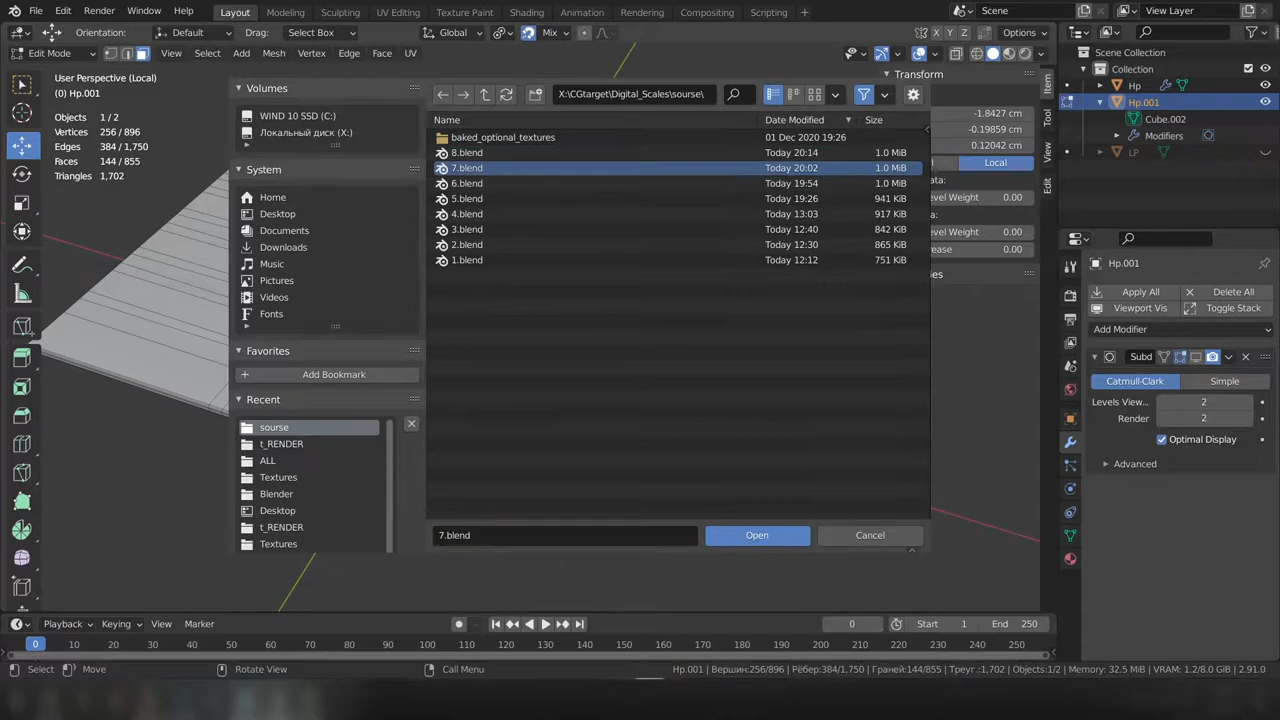 File Edit Render Window Help Layout Modeling Sculpting UV Editing Texture Paint Shading Animation Rendering Compositing Scripting Scene View Layer
Orientation: Default Drag: Select Box Global Mix X Y Z Options
Edit Mode View Select Add Mesh Vertex Edge Face UV
User Perspective (Local)
(0) Hp.001
Objects 1 / 2
Vertices 256 / 896
Edges 384 / 1,750
Faces 144 / 855
Triangles 1,702
Volumes
WIND 10 SSD (C:)
Локальный диск (X:)
System
Home
Desktop
Documents
Downloads
Music
Pictures
Videos
Fonts
Favorites
Add Bookmark
Recent
sourse
t_RENDER
ALL
Textures
Blender
Desktop
t_RENDER
Textures
X:\CGtarget\Digital_Scales\sourse\
Name Date Modified Size
baked_optional_textures 01 Dec 2020 19:26
8.blend Today 20:14 1.0 MiB
7.blend Today 20:02 1.0 MiB
6.blend Today 19:54 1.0 MiB
5.blend Today 19:26 941 KiB
4.blend Today 13:03 917 KiB
3.blend Today 12:40 842 KiB
2.blend Today 12:30 865 KiB
1.blend Today 12:12 751 KiB
7.blend Open Cancel
Transform
-1.8427 cm
-0.19859 cm
0.12042 cm
Local
ata:
evel Weight 0.00
a:
evel Weight 0.00
ease 0.00
es
Item
Tool
View
Edit
Scene Collection
Collection
Hp
Hp.001
Cube.002
Modifiers
LP
Hp.001
Apply All Delete All
Viewport Vis Toggle Stack
Add Modifier
Subd
Catmull-Clark Simple
Levels View... 2
Render 2
Optimal Display
Advanced
Playback Keying View Marker 0 Start 1 End 250
0 10 20 30 40 50 60 70 80 90 100 110 120 130 140 150 160 170 180 190 200 210 220 230 240 250
Select Move Rotate View Call Menu Hp.001 | Вершин:256/896 | Рёбер:384/1,750 | Граней:144/855 | Треуг.:1,702 | Objects:1/2 | Memory: 32.5 MiB | VRAM: 1.2/8.0 GiB | 2.91.0